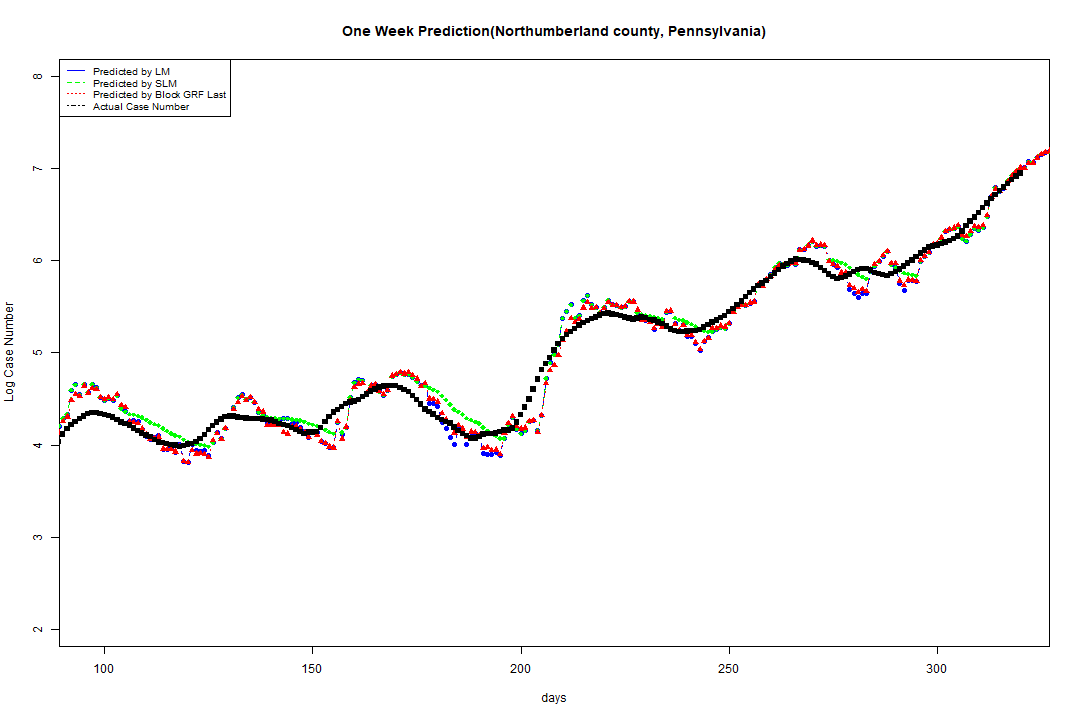 One Week Prediction(Northumberland county, Pennsylvania)
Predicted by LM
Predicted by SLM
Predicted by Block GRF Last
Actual Case Number
8
7
6
5
4
3
2
Log Case Number
100 150 200 250 300
days